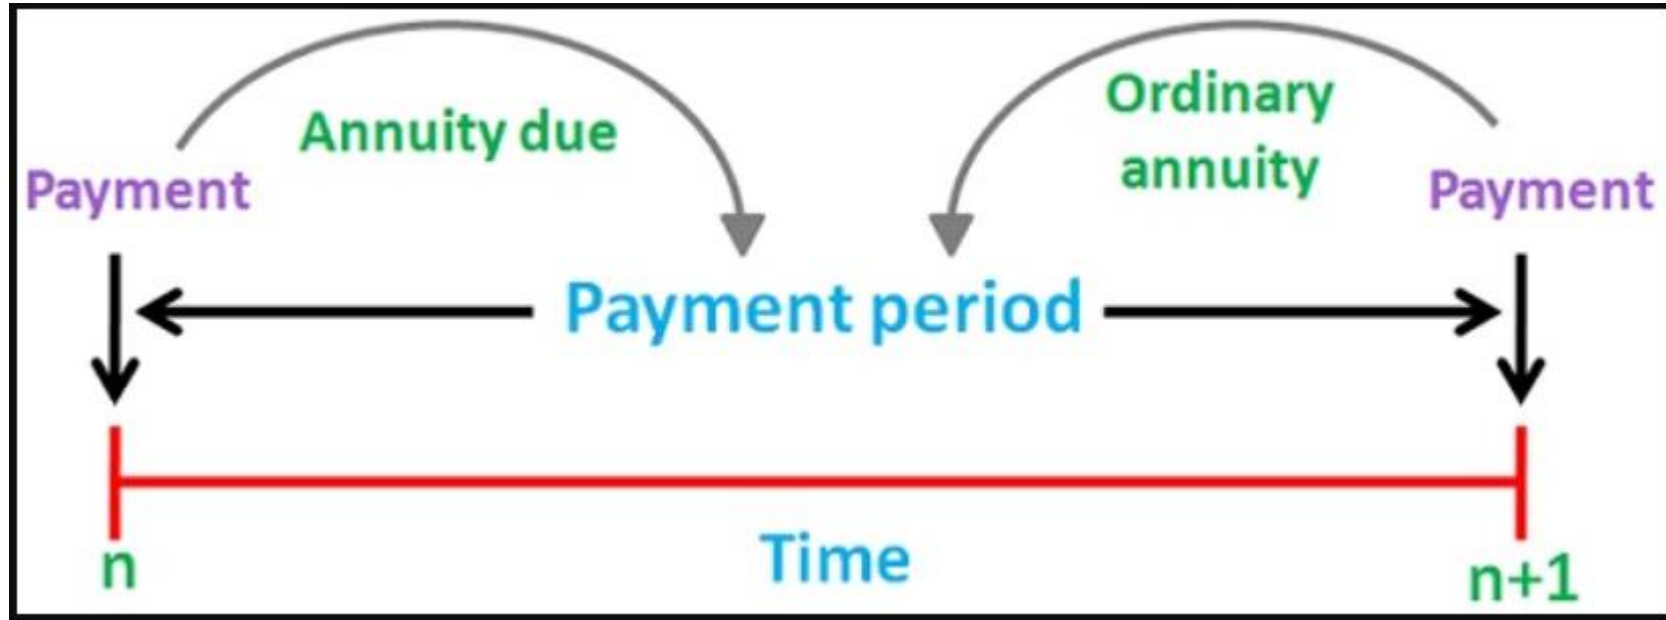 Annuity due
Ordinary
annuity
Payment
Payment
Payment period
Time
n
n+1